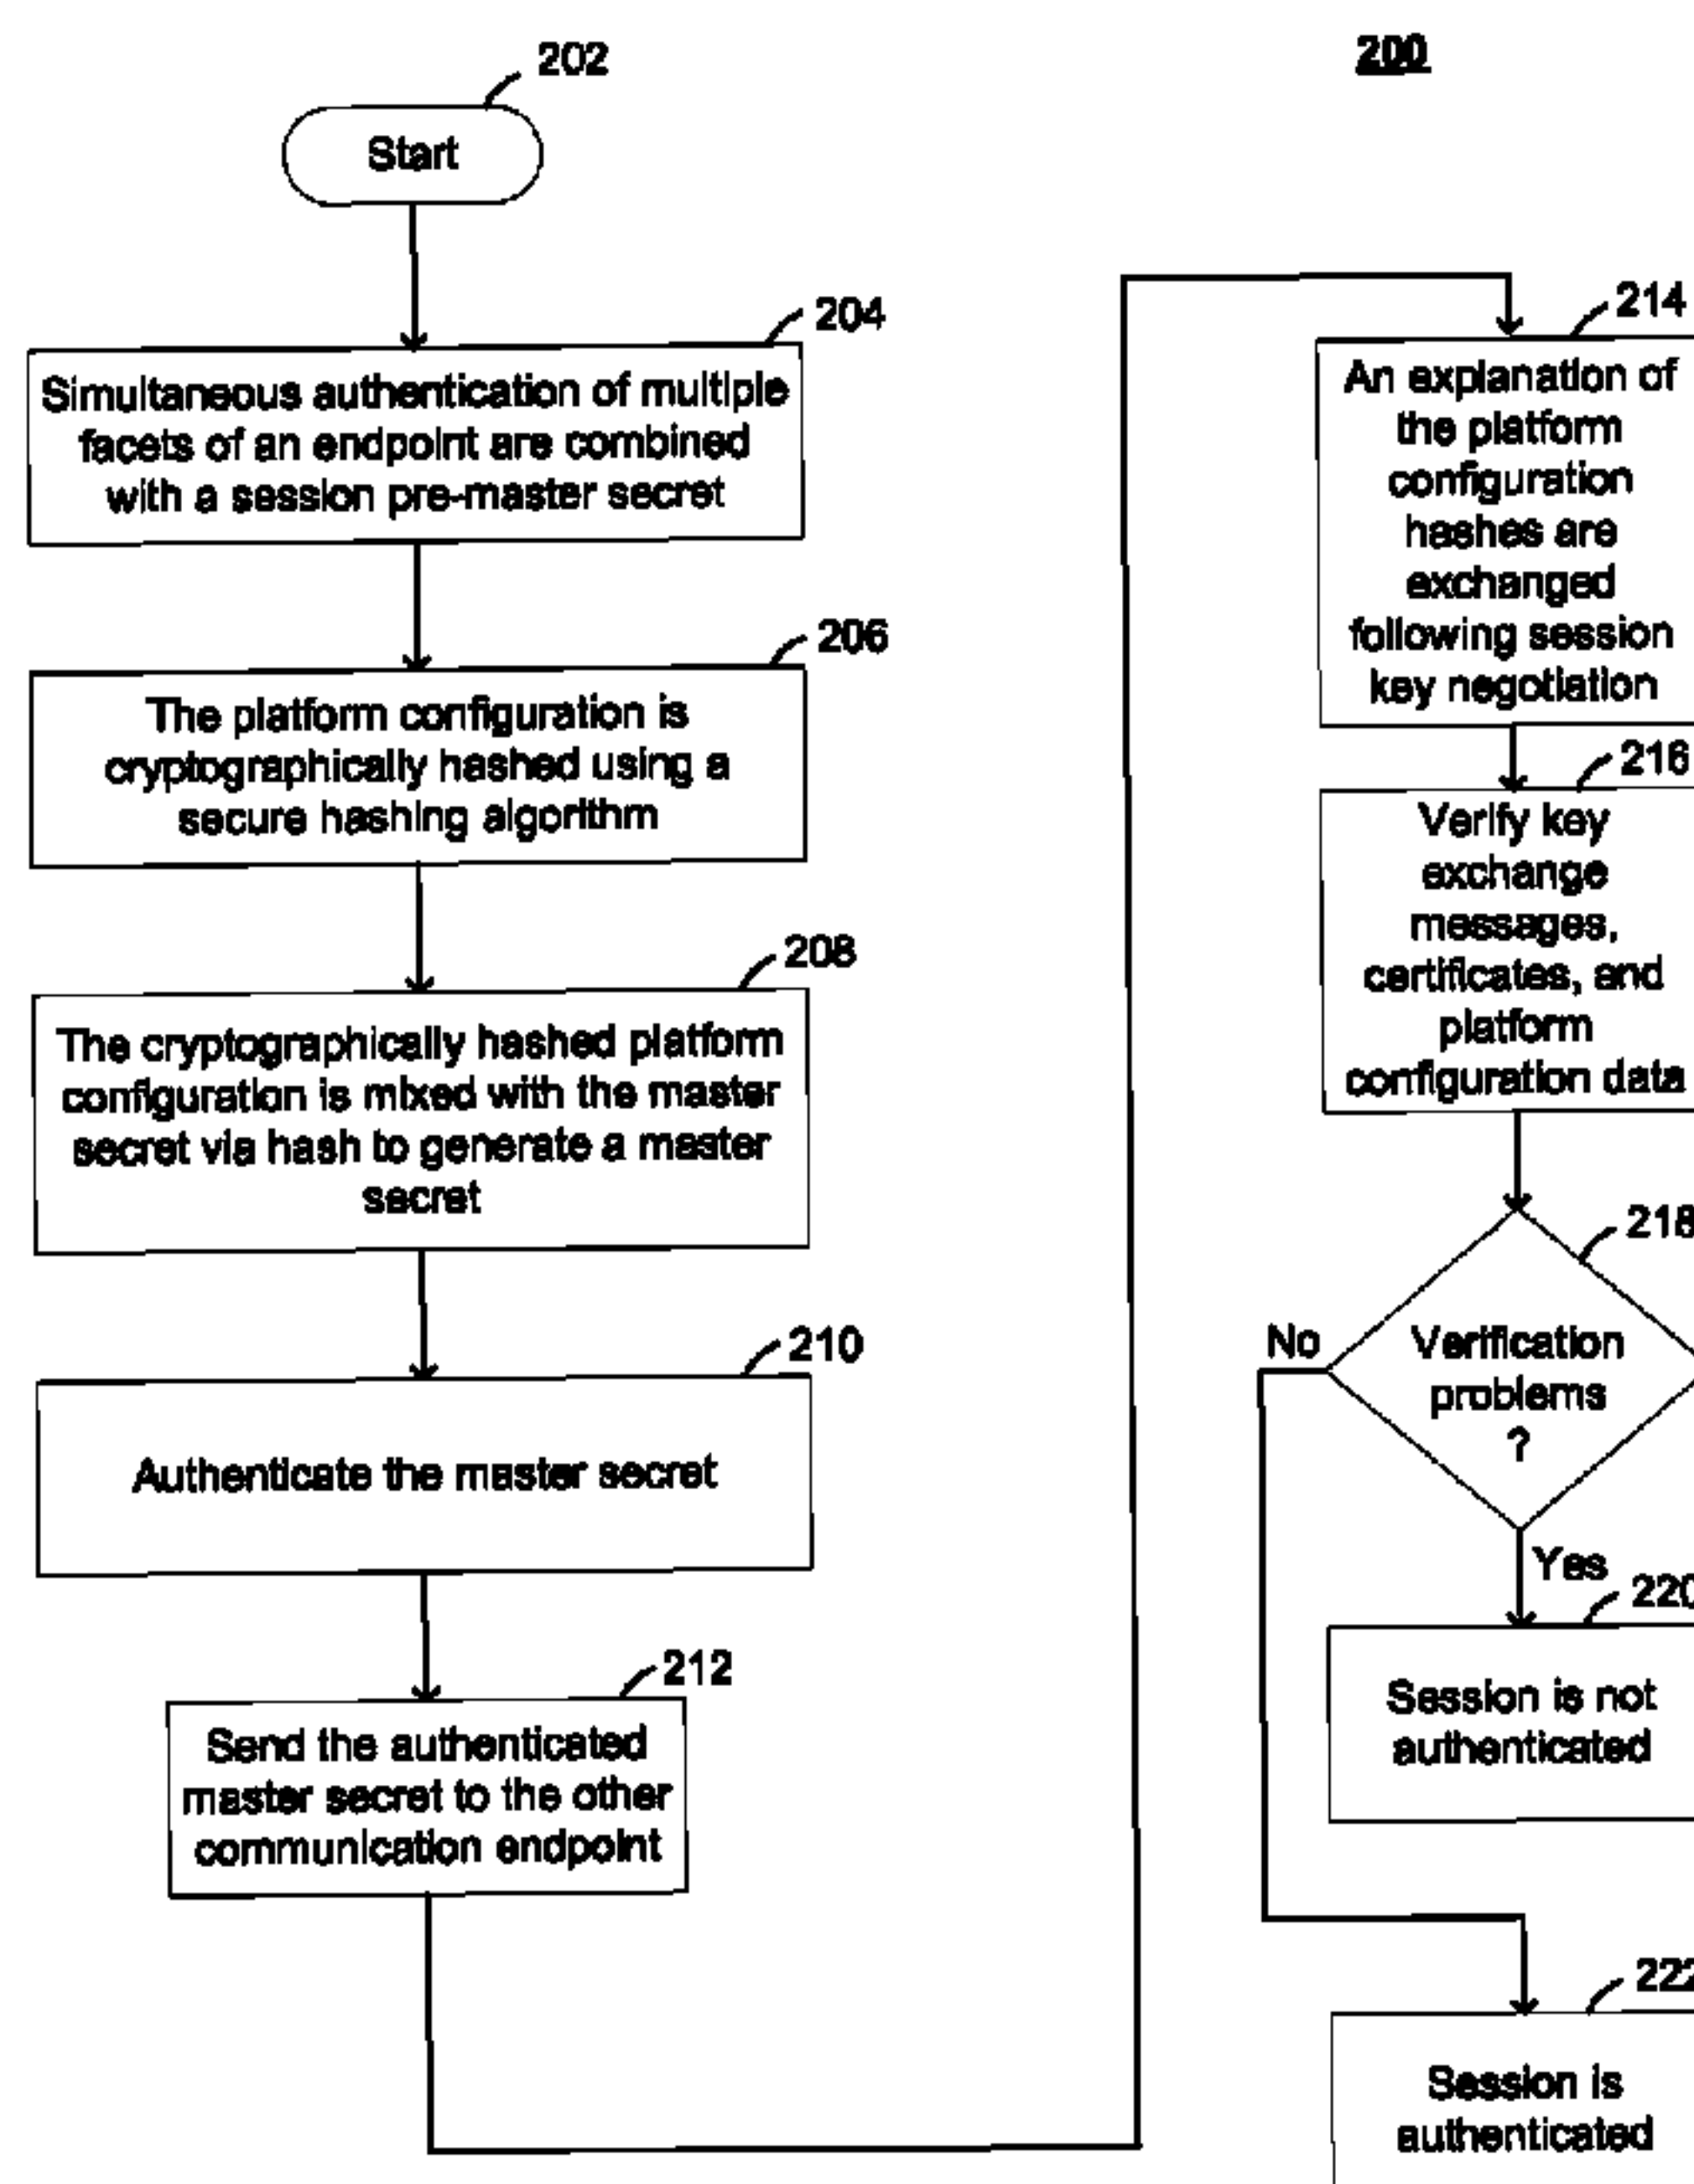 200
202
Start
204
Simultaneous authentication of multiple
facets of an endpoint are combined
with a session pre-master secret
206
The platform configuration is
cryptographically hashed using a
secure hashing algorithm
208
The cryptographically hashed platform
configuration is mixed with the master
secret via hash to generate a master
secret
210
Authenticate the master secret
212
Send the authenticated
master secret to the other
communication endpoint
214
An explanation of
the platform
configuration
hashes are
exchanged
following session
key negotiation
216
Verify key
exchange
messages,
certificates, and
platform
configuration data
218
No
Verification
problems
?
Yes
220
Session is not
authenticated
222
Session is
authenticated